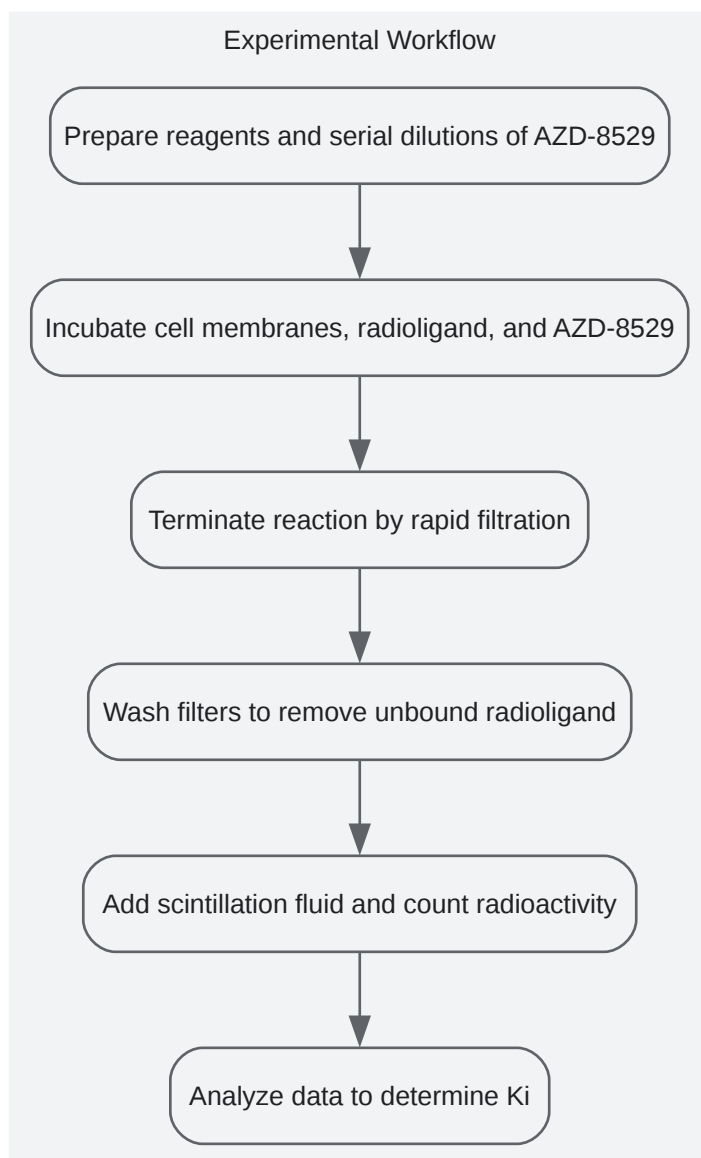 Experimental Workflow
Prepare reagents and serial dilutions of AZD-8529
Incubate cell membranes, radioligand, and AZD-8529
Terminate reaction by rapid filtration
Wash filters to remove unbound radioligand
Add scintillation fluid and count radioactivity
Analyze data to determine Ki